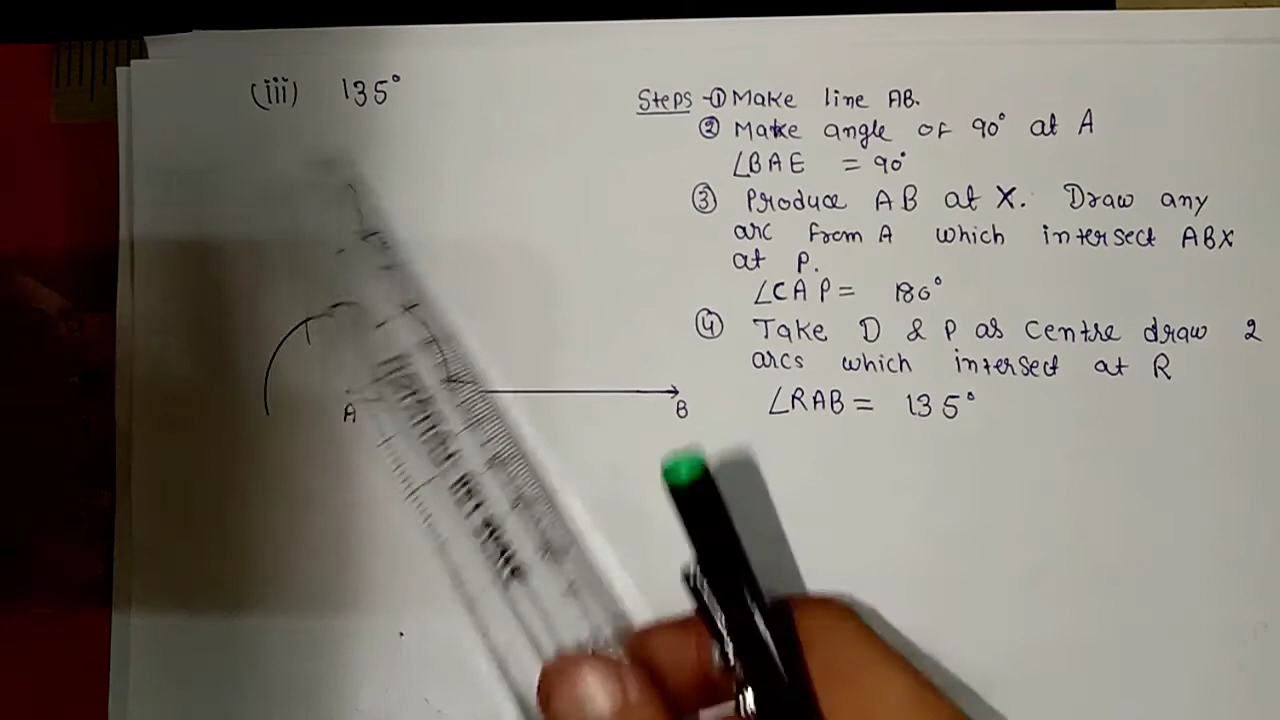 (iii) 135°
Steps -① Make line AB.
② Make angle of 90° at A
∠BAE = 90°
③ Produce AB at X. Draw any
arc from A which intersect ABX
at P.
∠CAP = 180°
④ Take D & P as centre draw 2
arcs which intersect at R
∠RAB = 135°
A
B